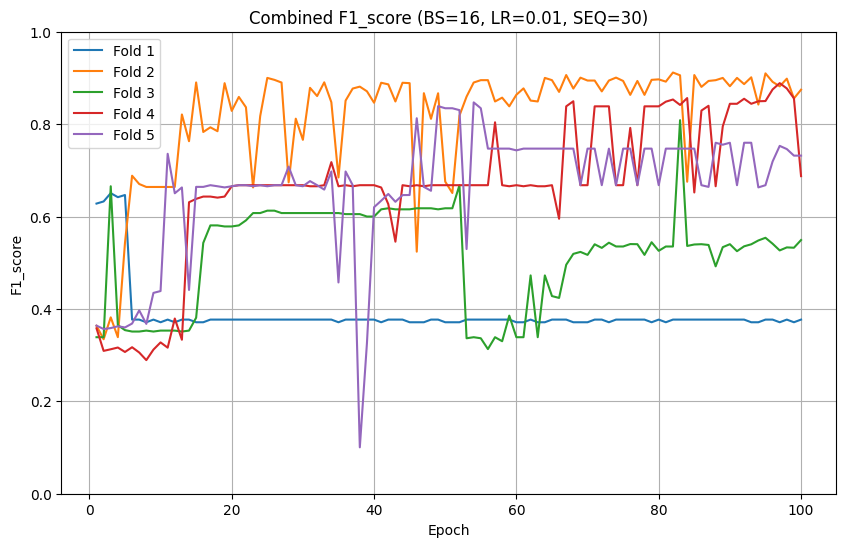 Combined F1_score (BS=16, LR=0.01, SEQ=30)
Fold 1
Fold 2
Fold 3
Fold 4
Fold 5
F1_score
1.0
0.8
0.6
0.4
0.2
0.0
0
20
40
60
80
100
Epoch